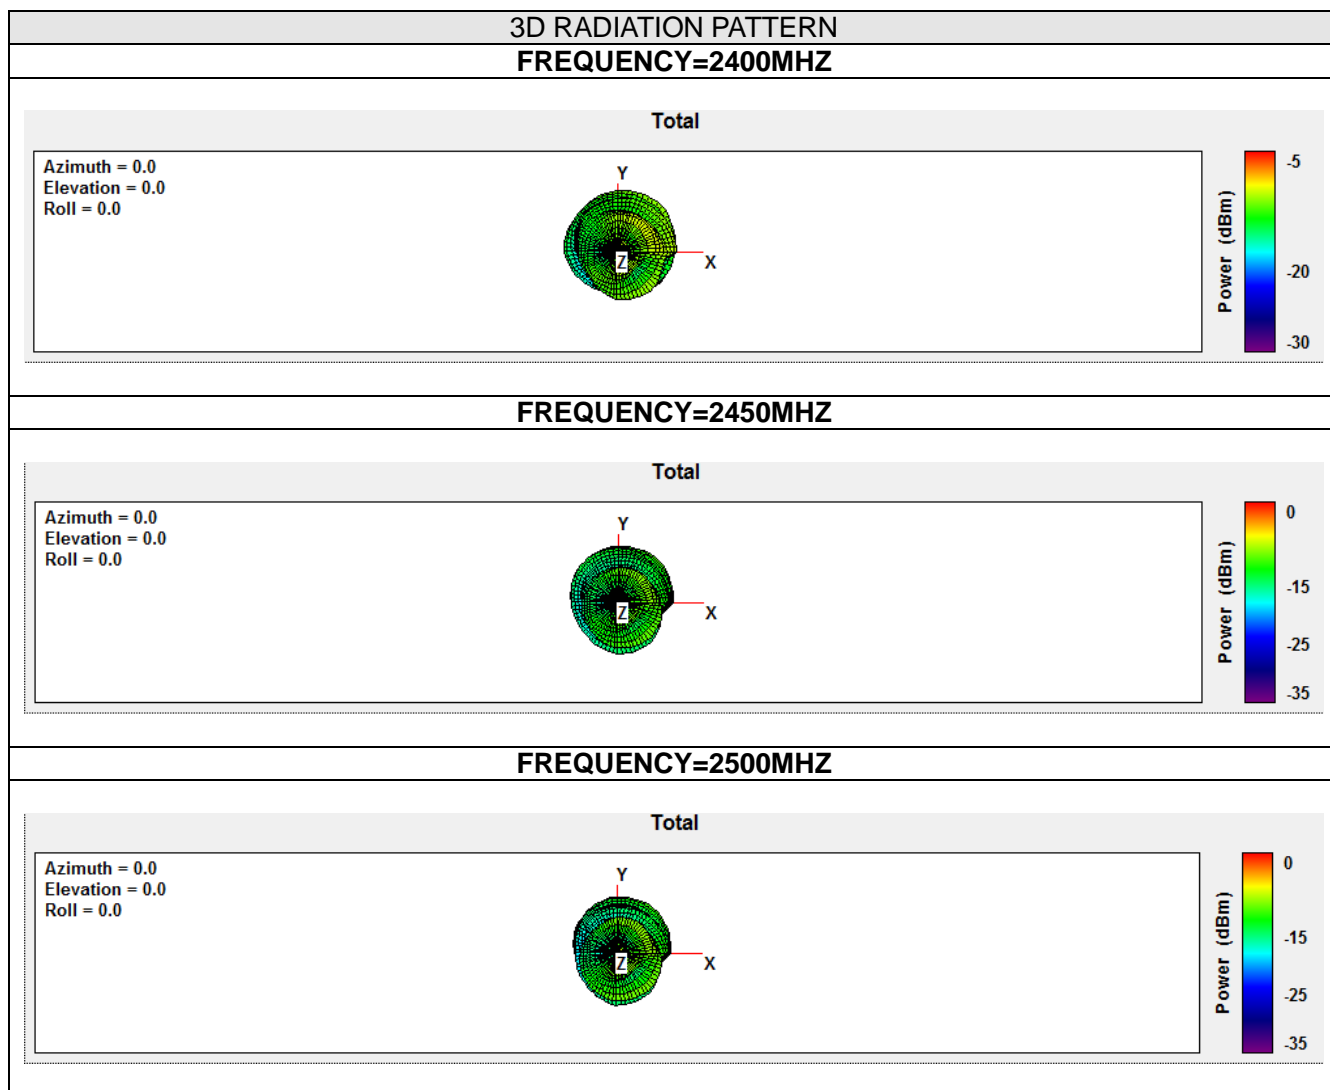 3D RADIATION PATTERN
FREQUENCY=2400MHZ
Total
Azimuth = 0.0
Elevation = 0.0
Roll = 0.0
Y
Z
X
Power (dBm)
-5
-20
-30
FREQUENCY=2450MHZ
Total
Azimuth = 0.0
Elevation = 0.0
Roll = 0.0
Y
Z
X
Power (dBm)
0
-15
-25
-35
FREQUENCY=2500MHZ
Total
Azimuth = 0.0
Elevation = 0.0
Roll = 0.0
Y
Z
X
Power (dBm)
0
-15
-25
-35